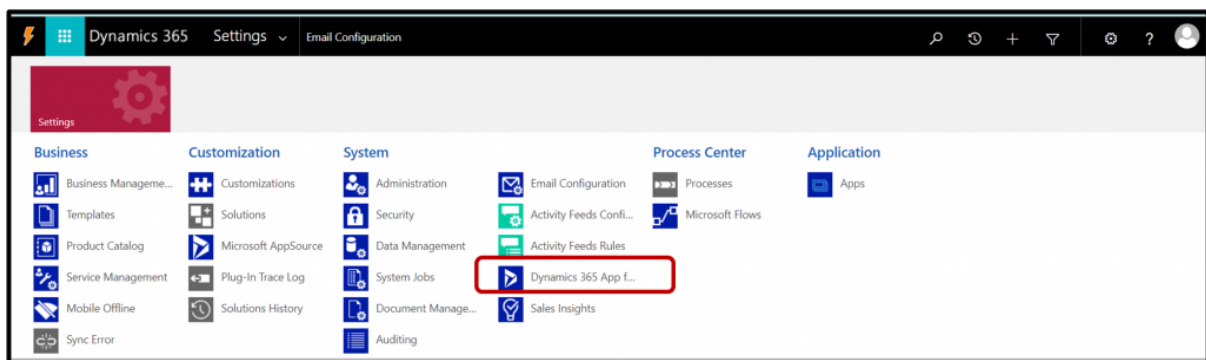 Dynamics 365 Settings Email Configuration ?
Settings
Business
Business Manageme...
Templates
Product Catalog
Service Management
Mobile Offline
Sync Error
Customization
Customizations
Solutions
Microsoft AppSource
Plug-In Trace Log
Solutions History
System
Administration
Security
Data Management
System Jobs
Document Manage...
Auditing
Email Configuration
Activity Feeds Confi...
Activity Feeds Rules
Dynamics 365 App f...
Sales Insights
Process Center
Processes
Microsoft Flows
Application
Apps